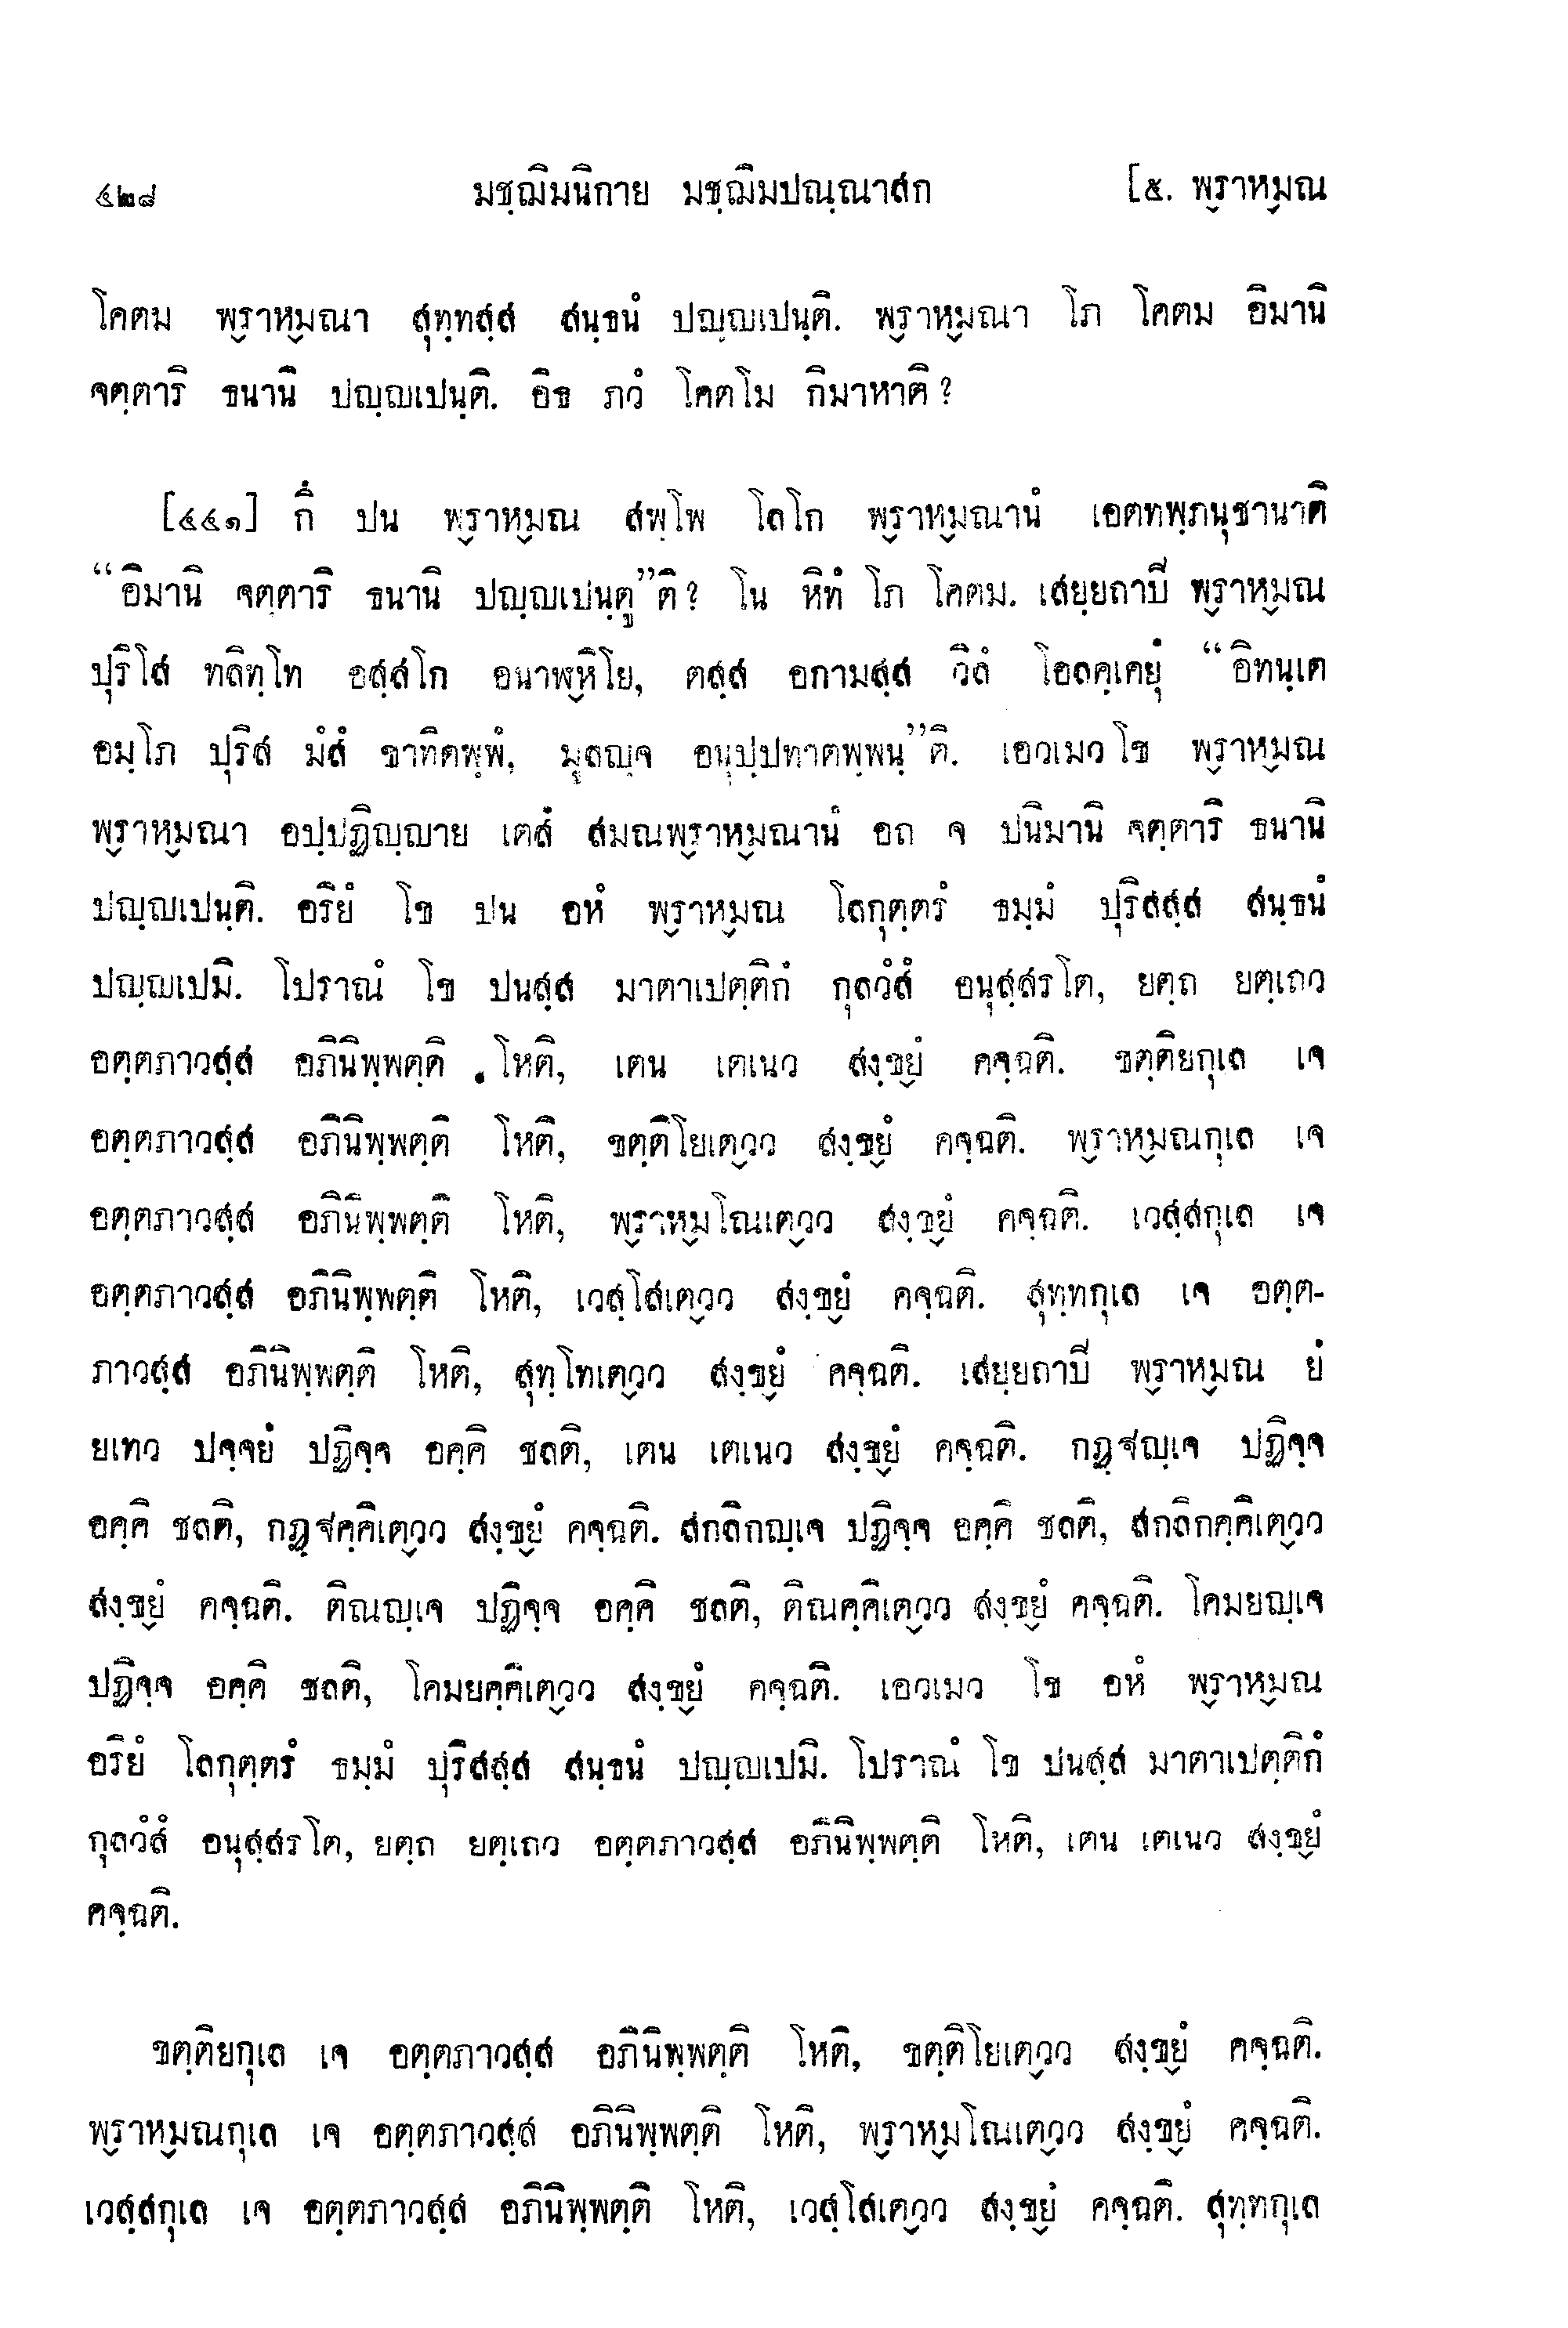 ๔๒๘ มชฺฌิมนิกาย มชฺฌิมปณฺณาสก [๕. พ๎ราห๎มณ
โคตม พ๎ราห๎มณา สุทฺทสฺส สนฺธนํ ปญฺญเปนฺติ. พ๎ราห๎มณา โภ โคตม อิมานิ
จตฺตาริ ธนานิ ปญฺญเปนฺติ. อิธ ภวํ โคตโม กิมาหาติ?
[๔๔๑] กึ ปน พ๎ราห๎มณ สพฺโพ โลโก พ๎ราห๎มณานํ เอตทพฺภนุชานาติ
“อิมานิ จตฺตาริ ธนานิ ปญฺญเปนฺตู”ติ? โน หิทํ โภ โคตม. เสยฺยถาปี พ๎ราห๎มณ
ปุริโส ทลิทฺโท อสฺสโก อนาฬ๎หิโย, ตสฺส อกามสฺส วิลํ โอลคฺเคยุํ “อิทนฺเต
อมฺโภ ปุริส มํสํ ขาทิตพฺพํ, มูลญฺจ อนุปฺปทาตพฺพนฺ”ติ. เอวเมว โข พ๎ราห๎มณ
พ๎ราห๎มณา อปฺปฏิญฺญาย เตสํ สมณพ๎ราห๎มณานํ อถ จ ปนิมานิ จตฺตาริ ธนานิ
ปญฺญเปนฺติ. อริยํ โข ปน อหํ พ๎ราห๎มณ โลกุตฺตรํ ธมฺมํ ปุริสสฺส สนฺธนํ
ปญฺญเปมิ. โปราณํ โข ปนสฺส มาตาเปตฺติกํ กุลวํสํ อนุสฺสรโต, ยตฺถ ยตฺเถว
อตฺตภาวสฺส อภินิพฺพตฺติ โหติ, เตน เตเนว สงฺข๎ยํ คจฺฉติ. ขตฺติยกุเล เจ
อตฺตภาวสฺส อภินิพฺพตฺติ โหติ, ขตฺติโยเต๎วว สงฺข๎ยํ คจฺฉติ. พ๎ราห๎มณกุเล เจ
อตฺตภาวสฺส อภินิพฺพตฺติ โหติ, พ๎ราห๎มโณเต๎วว สงฺข๎ยํ คจฺฉติ. เวสฺสกุเล เจ
อตฺตภาวสฺส อภินิพฺพตฺติ โหติ, เวสฺโสเต๎วว สงฺข๎ยํ คจฺฉติ. สุทฺทกุเล เจ อตฺต-
ภาวสฺส อภินิพฺพตฺติ โหติ, สุทฺโทเต๎วว สงฺข๎ยํ คจฺฉติ. เสยฺยถาปี พ๎ราห๎มณ ยํ
ยเทว ปจฺจยํ ปฏิจฺจ อคฺคิ ชลติ, เตน เตเนว สงฺข๎ยํ คจฺฉติ. กฏฺฐญฺเจ ปฏิจฺจ
อคฺคิ ชลติ, กฏฺฐคฺคิเต๎วว สงฺข๎ยํ คจฺฉติ. สกลิกญฺเจ ปฏิจฺจ อคฺคิ ชลติ, สกลิกคฺคิเต๎วว
สงฺข๎ยํ คจฺฉติ. ติณญฺเจ ปฏิจฺจ อคฺคิ ชลติ, ติณคฺคิเต๎วว สงฺข๎ยํ คจฺฉติ. โคมยญฺเจ
ปฏิจฺจ อคฺคิ ชลติ, โคมยคฺคิเต๎วว สงฺข๎ยํ คจฺฉติ. เอวเมว โข อหํ พ๎ราห๎มณ
อริยํ โลกุตฺตรํ ธมฺมํ ปุริสสฺส สนฺธนํ ปญฺญเปมิ. โปราณํ โข ปนสฺส มาตาเปตฺติกํ
กุลวํสํ อนุสฺสรโต, ยตฺถ ยตฺเถว อตฺตภาวสฺส อภินิพฺพตฺติ โหติ, เตน เตเนว สงฺข๎ยํ
คจฺฉติ.
ขตฺติยกุเล เจ อตฺตภาวสฺส อภินิพฺพตฺติ โหติ, ขตฺติโยเต๎วว สงฺข๎ยํ คจฺฉติ.
พ๎ราห๎มณกุเล เจ อตฺตภาวสฺส อภินิพฺพตฺติ โหติ, พ๎ราห๎มโณเต๎วว สงฺข๎ยํ คจฺฉติ.
เวสฺสกุเล เจ อตฺตภาวสฺส อภินิพฺพตฺติ โหติ, เวสฺโสเต๎วว สงฺข๎ยํ คจฺฉติ. สุทฺทกุเล